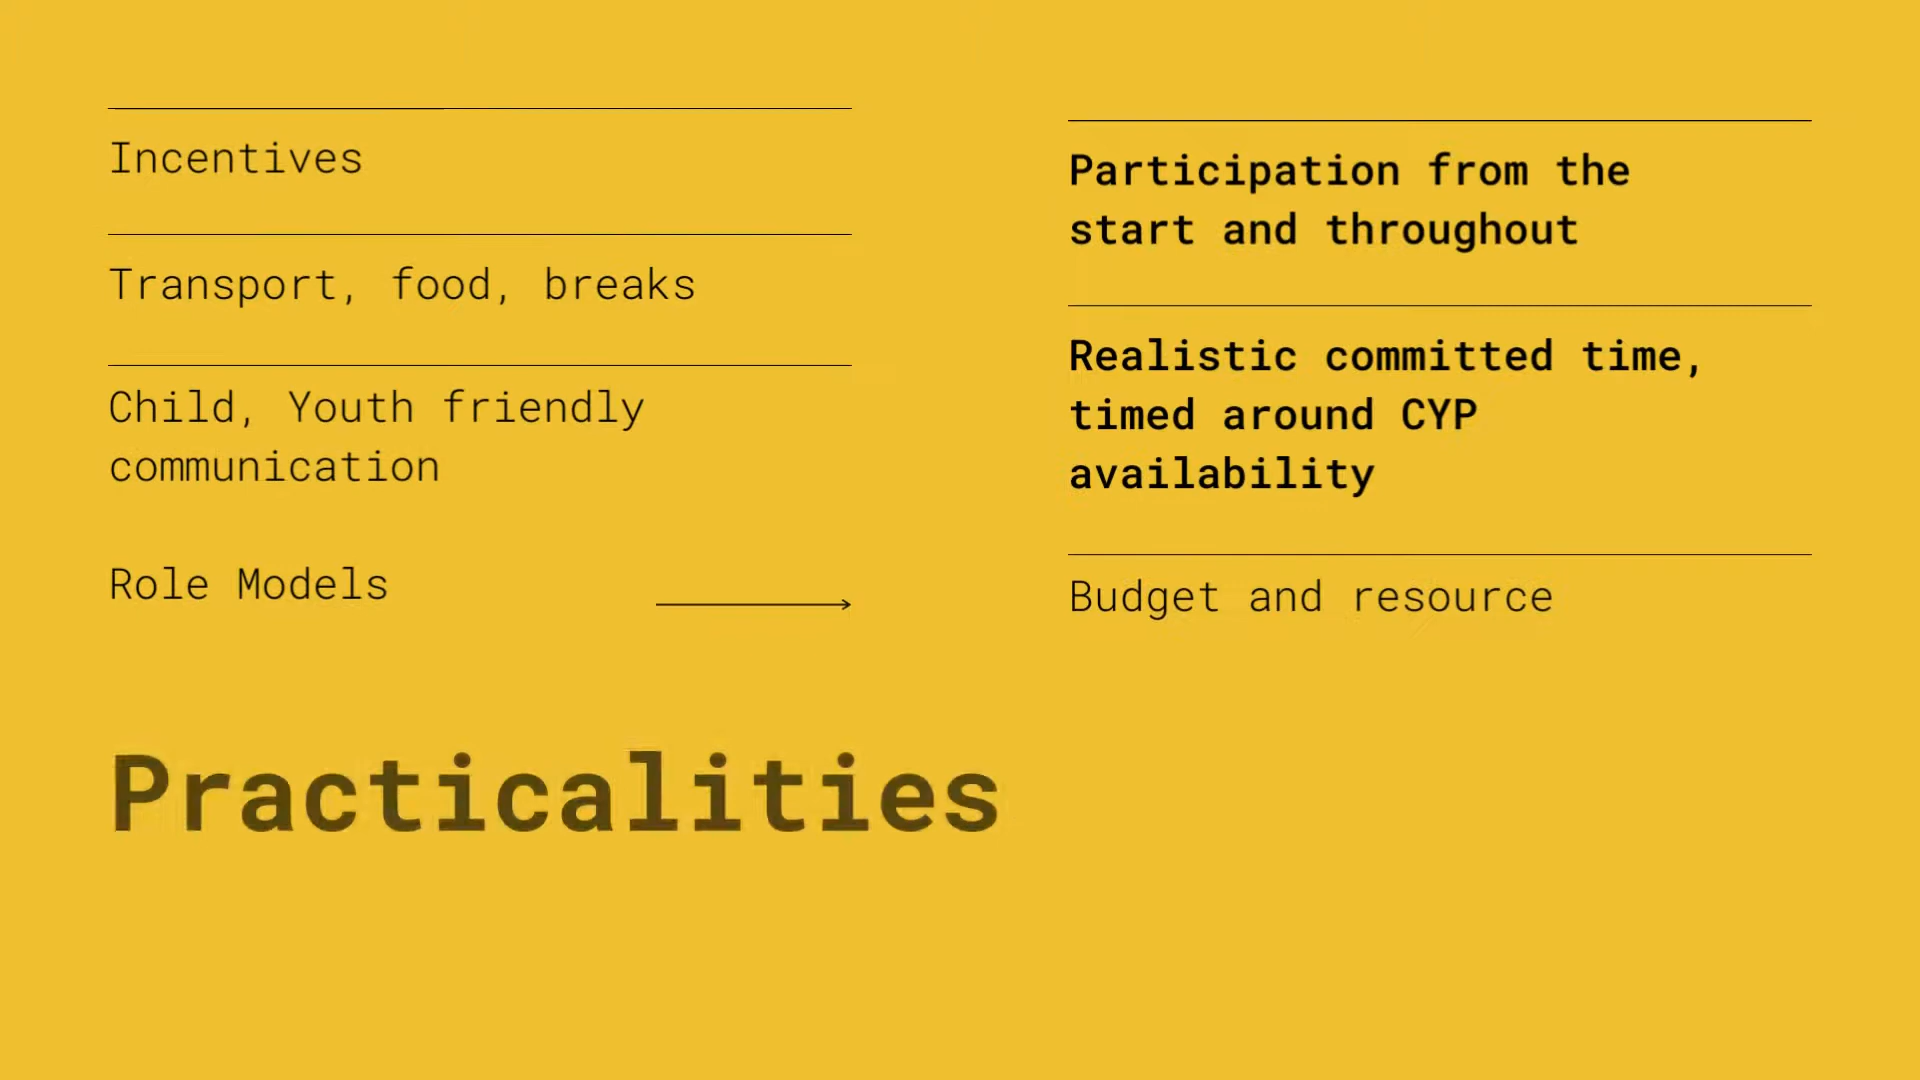 Incentives
Transport, food, breaks
Child, Youth friendly
communication
Role Models
Participation from the
start and throughout
Realistic committed time,
timed around CYP
availability
Budget and resource
Practicalities